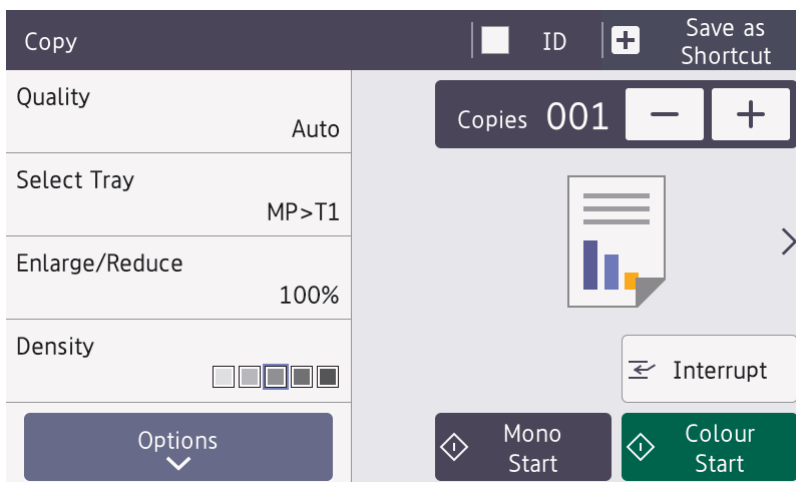 Copy
ID
Save as
Shortcut
Quality
Auto
Copies 001
Select Tray
MP>T1
Enlarge/Reduce
100%
Density
Interrupt
Options
Mono
Start
Colour
Start